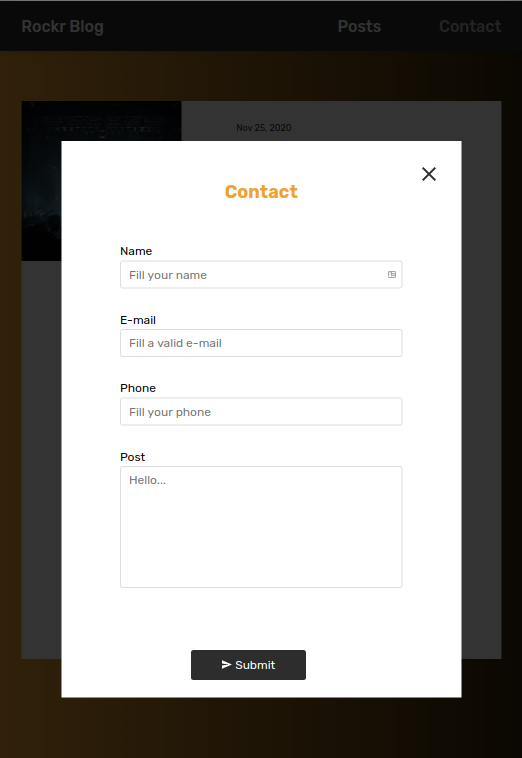 Rockr Blog Posts Contact
Nov 25, 2020
Contact
Name
Fill your name
E-mail
Fill a valid e-mail
Phone
Fill your phone
Post
Hello...
Submit